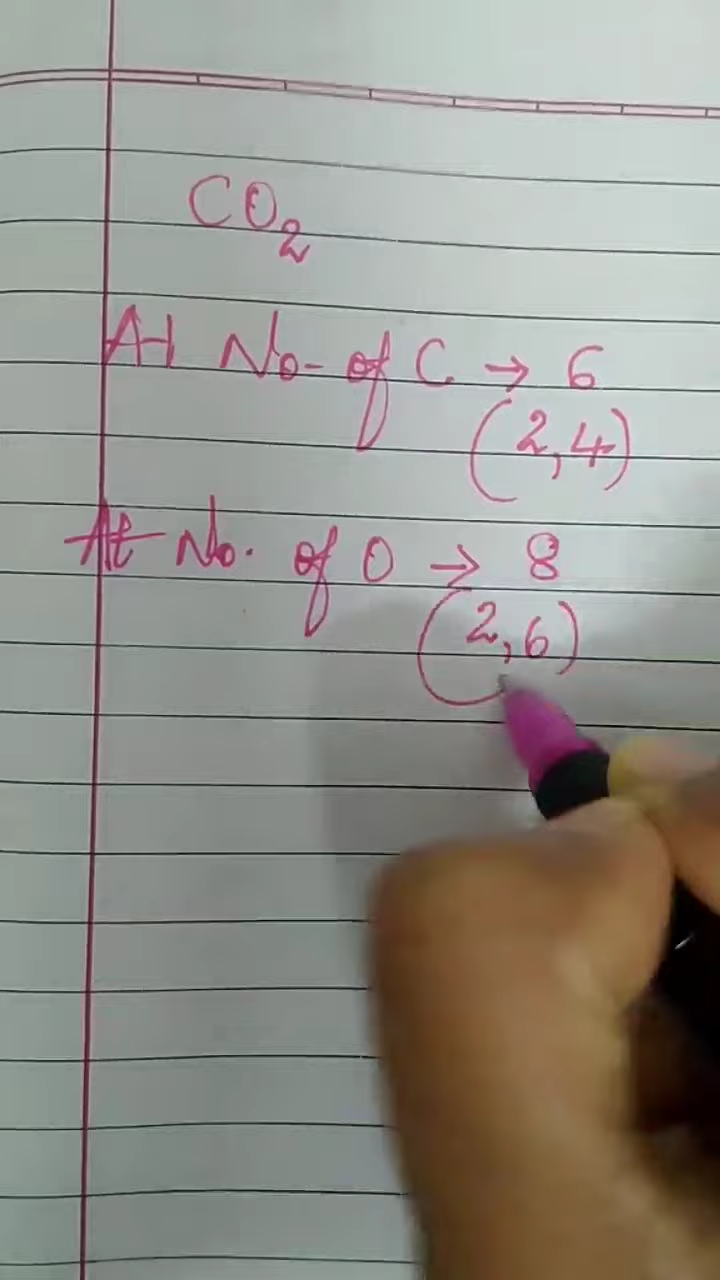 CO₂
At No. of C → 6
(2,4)
At No. of O → 8
(2,6)